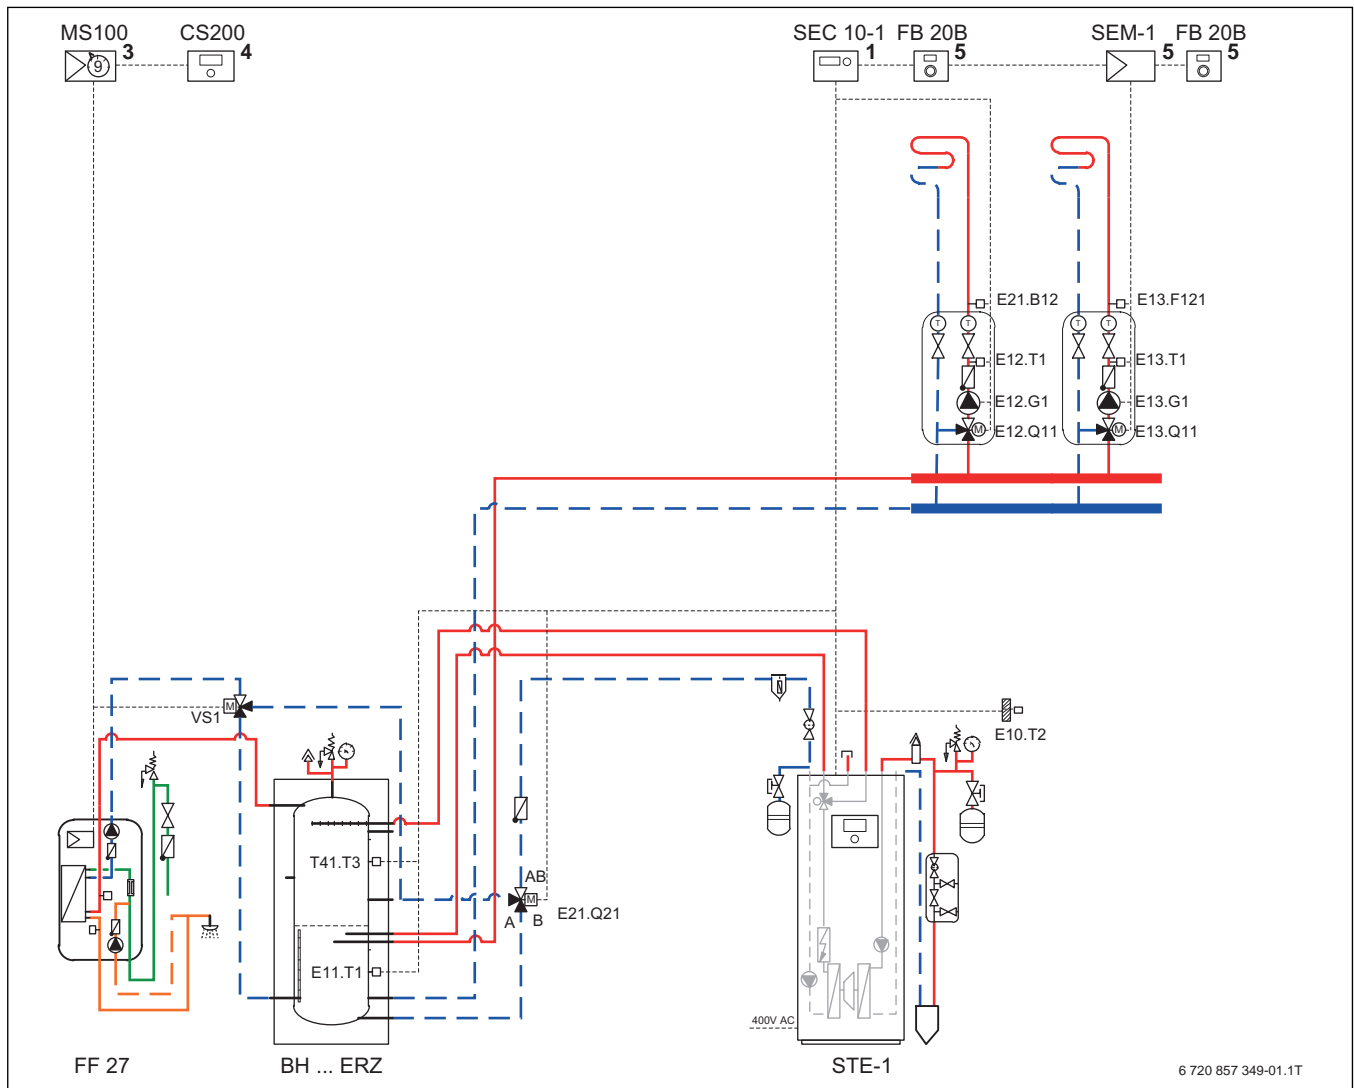 MS100 CS200 SEC 10-1 FB 20B SEM-1 FB 20B
3 4 1 5 5 5
9
E21.B12 E13.F121
T T T T
E12.T1 E13.T1
E12.G1 E13.G1
M E12.Q11 M E13.Q11
M
VS1
E10.T2
T41.T3
AB
M
A B E21.Q21
E11.T1
400V AC
FF 27 BH ... ERZ STE-1
6 720 857 349-01.1T